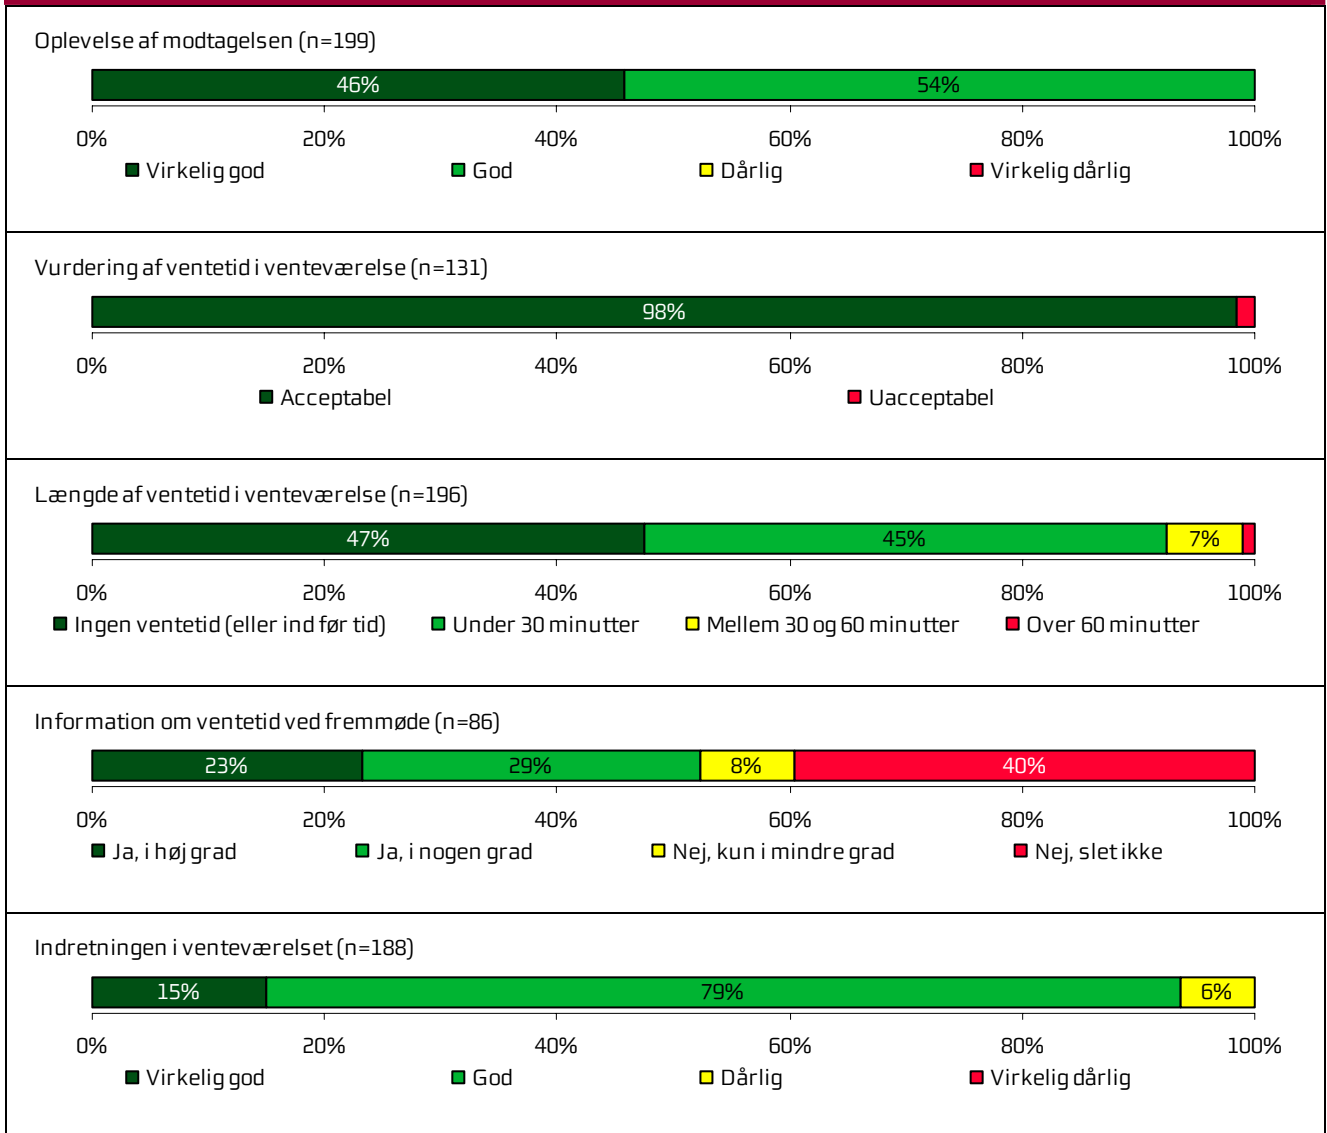 Oplevelse af modtagelsen (n=199)
46% 54%
0% 20% 40% 60% 80% 100%
Virkelig god God Dårlig Virkelig dårlig
Vurdering af ventetid i venteværelse (n=131)
98%
0% 20% 40% 60% 80% 100%
Acceptabel Uacceptabel
Længde af ventetid i venteværelse (n=196)
47% 45% 7%
0% 20% 40% 60% 80% 100%
Ingen ventetid (eller ind før tid) Under 30 minutter Mellem 30 og 60 minutter Over 60 minutter
Information om ventetid ved fremmøde (n=86)
23% 29% 8% 40%
0% 20% 40% 60% 80% 100%
Ja, i høj grad Ja, i nogen grad Nej, kun i mindre grad Nej, slet ikke
Indretningen i venteværelset (n=188)
15% 79% 6%
0% 20% 40% 60% 80% 100%
Virkelig god God Dårlig Virkelig dårlig